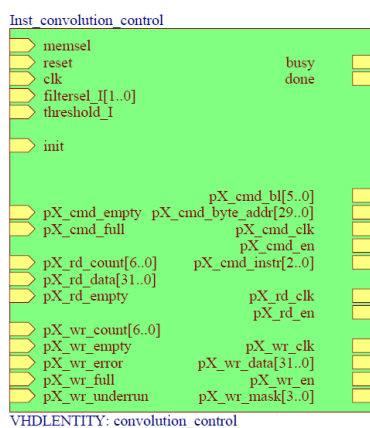 Inst_convolution_control
memsel
reset busy
clk done
filtersel_I[1..0]
threshold_I
init
pX_cmd_bl[5..0]
pX_cmd_empty pX_cmd_byte_addr[29..0]
pX_cmd_full pX_cmd_clk
pX_cmd_en
pX_rd_count[6..0] pX_cmd_instr[2..0]
pX_rd_data[31..0]
pX_rd_empty pX_rd_clk
pX_rd_en
pX_wr_count[6..0]
pX_wr_empty pX_wr_clk
pX_wr_error pX_wr_data[31..0]
pX_wr_full pX_wr_en
pX_wr_underrun pX_wr_mask[3..0]
VHDLENTITY: convolution_control